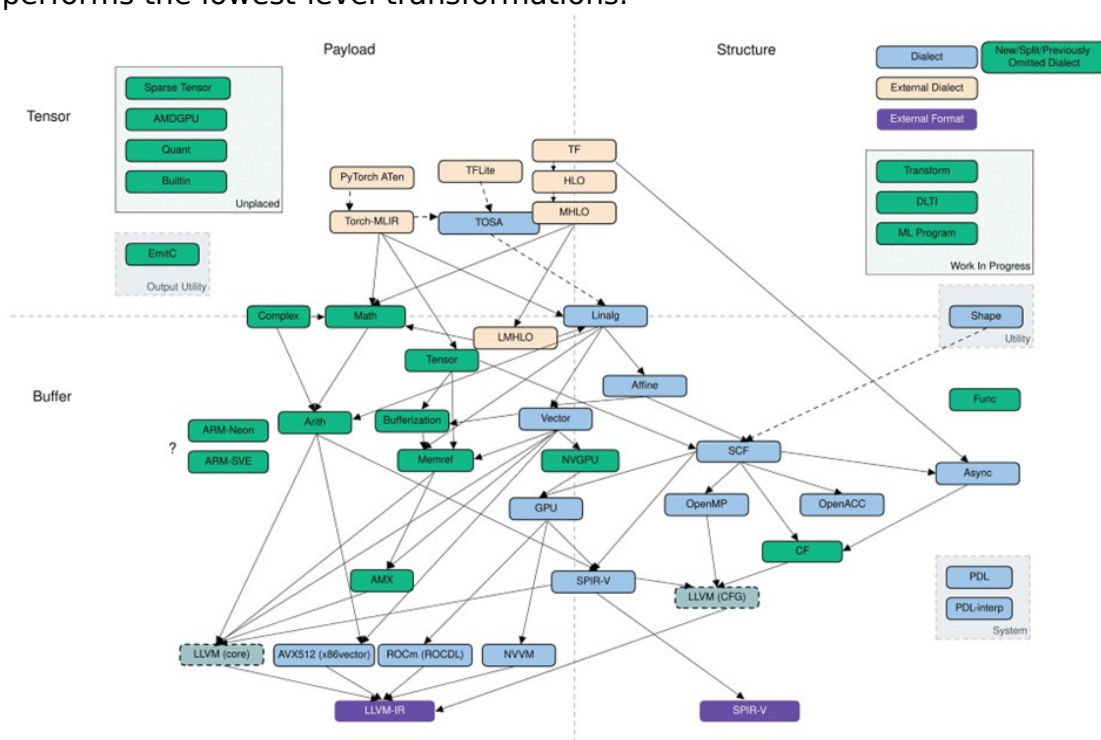 performs the lowest-level transformations.
Payload
Structure
Dialect
New/Split/Previously
Omitted Dialect
External Dialect
External Format
Tensor
Sparse Tensor
AMDGPU
Quant
Builtin
Unplaced
EmitC
Output Utility
PyTorch ATen
TFLite
TF
HLO
Torch-MLIR
TOSA
MHLO
Transform
DLTI
ML Program
Work In Progress
Complex
Math
LMHLO
Linalg
Shape
Utility
Tensor
Buffer
Affine
Func
Arith
Bufferization
Vector
?
ARM-Neon
ARM-SVE
Memref
NVGPU
SCF
Async
GPU
OpenMP
OpenACC
CF
AMX
SPIR-V
LLVM (CFG)
PDL
PDL-interp
System
LLVM (core)
AVX512 (x86vector)
ROCm (ROCDL)
NVVM
LLVM-IR
SPIR-V